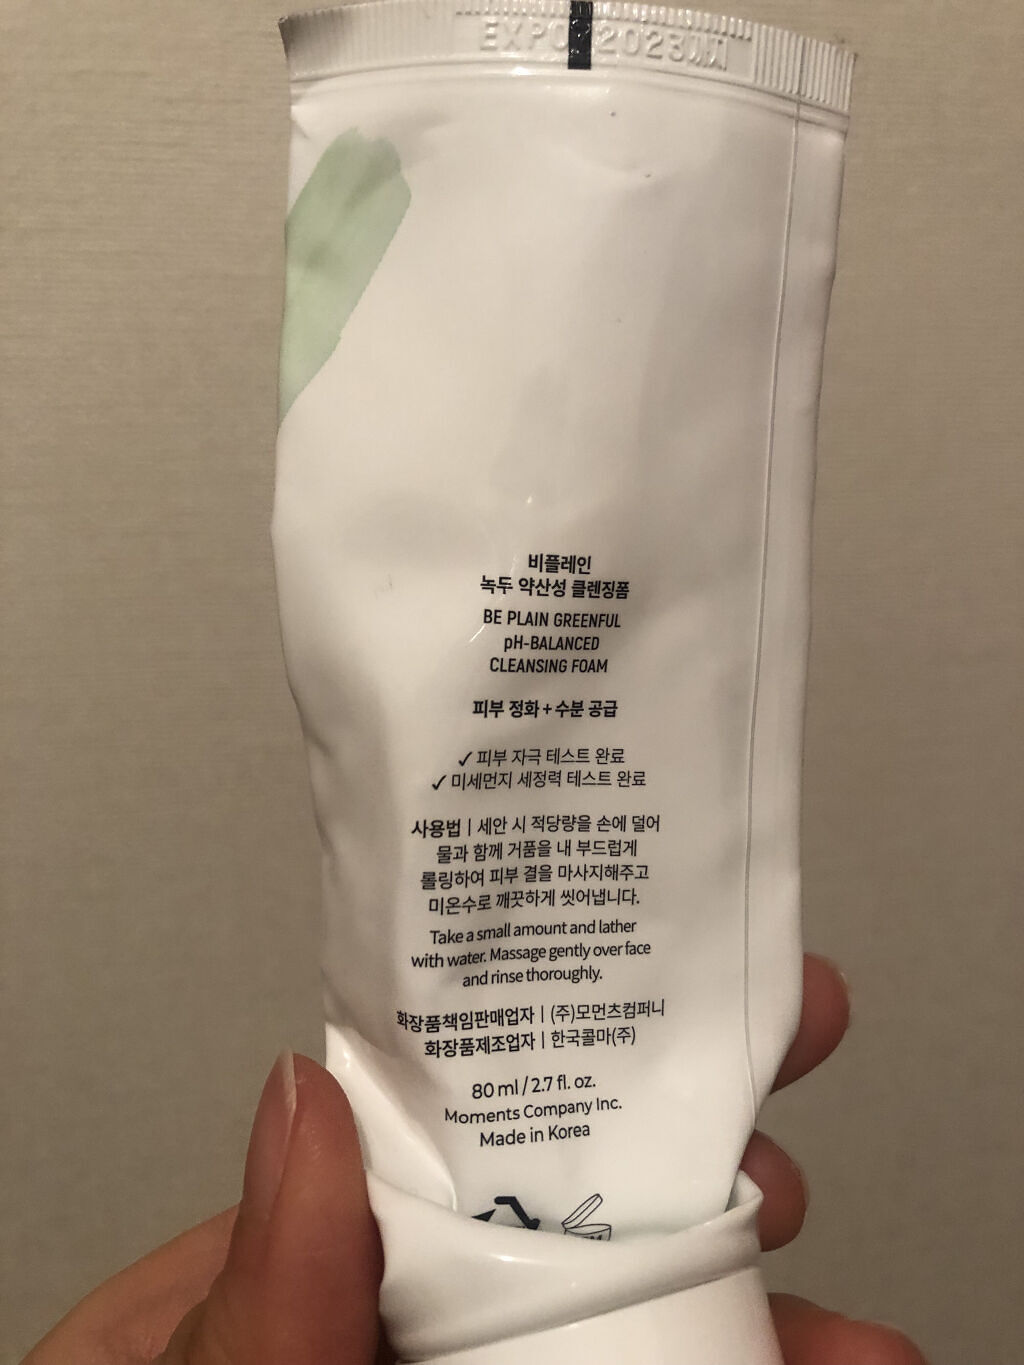 EXP 2023
비플레인
녹두 약산성 클렌징폼
BE PLAIN GREENFUL
pH-BALANCED
CLEANSING FOAM
피부 정화 + 수분 공급
✓ 피부 자극 테스트 완료
✓ 미세먼지 세정력 테스트 완료
사용법 | 세안 시 적당량을 손에 덜어
물과 함께 거품을 내 부드럽게
롤링하여 피부 결을 마사지해주고
미온수로 깨끗하게 씻어냅니다.
Take a small amount and lather
with water. Massage gently over face
and rinse thoroughly.
화장품책임판매업자 | (주)모먼츠컴퍼니
화장품제조업자 | 한국콜마(주)
80 ml / 2.7 fl. oz.
Moments Company Inc.
Made in Korea